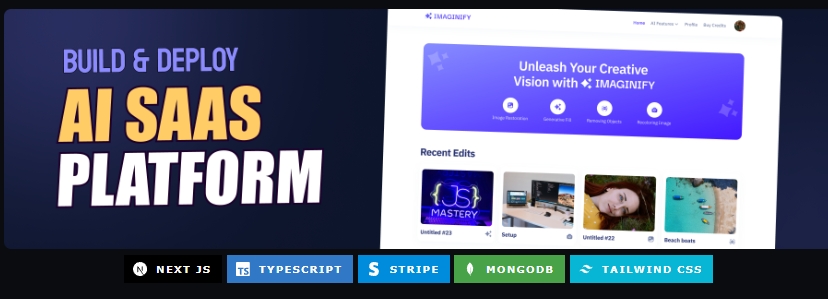 BUILD & DEPLOY
AI SAAS
PLATFORM
IMAGINIFY
Home AI Features Profile Buy Credits
Unleash Your Creative
Vision with IMAGINIFY
Image Restoration Generative Fill Removing Objects Recoloring Image
Recent Edits
{JS}
MASTERY
Untitled #23 Setup Untitled #22 Beach boats
N NEXT JS TS TYPESCRIPT S STRIPE MONGODB TAILWIND CSS